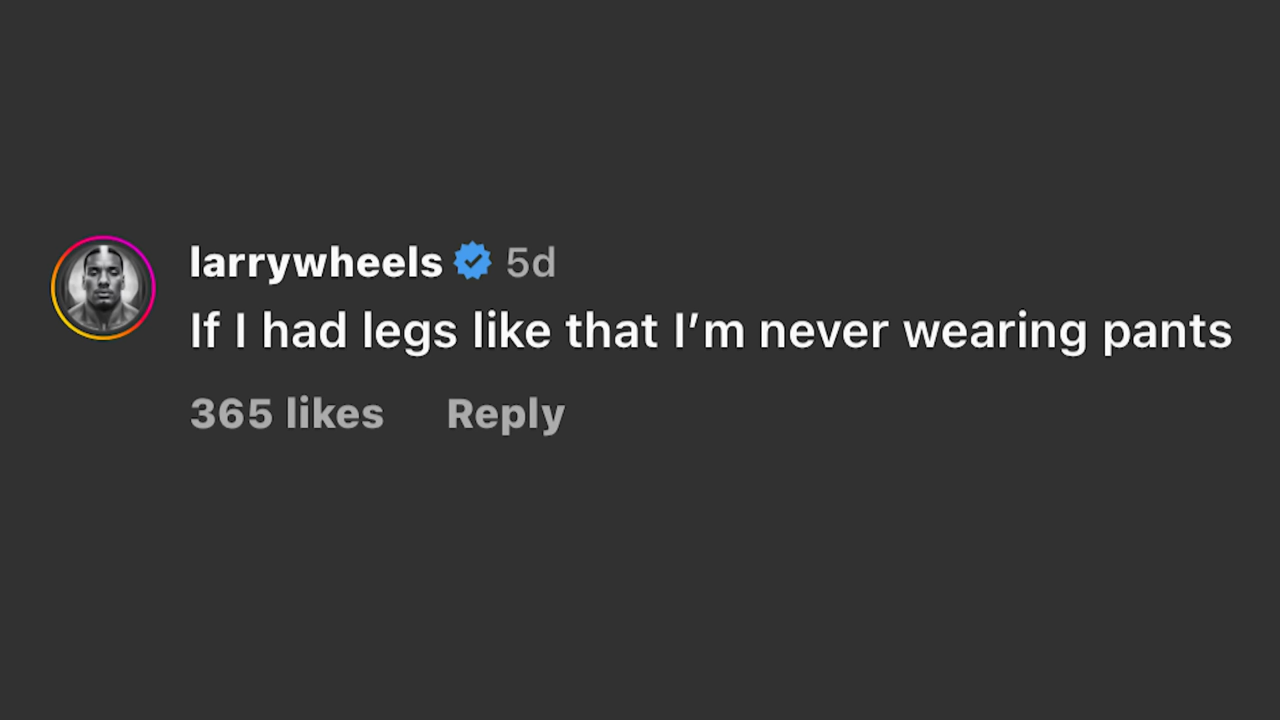 larrywheels 5d
If I had legs like that I’m never wearing pants
365 likes Reply